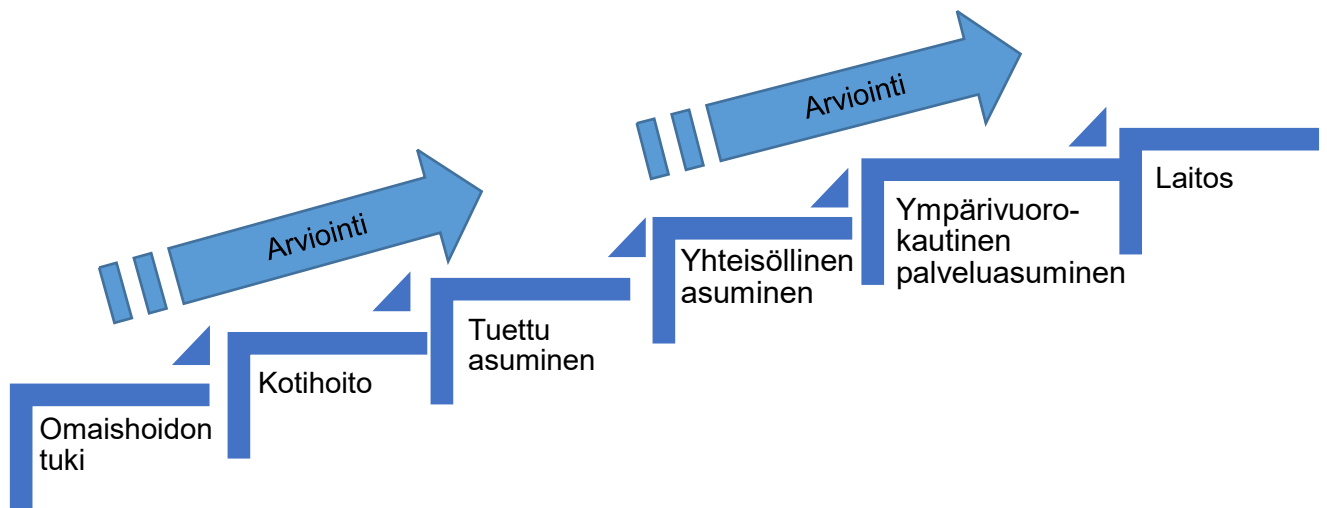 Arviointi
Arviointi
Omaishoidon
tuki
Kotihoito
Tuettu
asuminen
Yhteisöllinen
asuminen
Ympärivuoro-
kautinen
palveluasuminen
Laitos